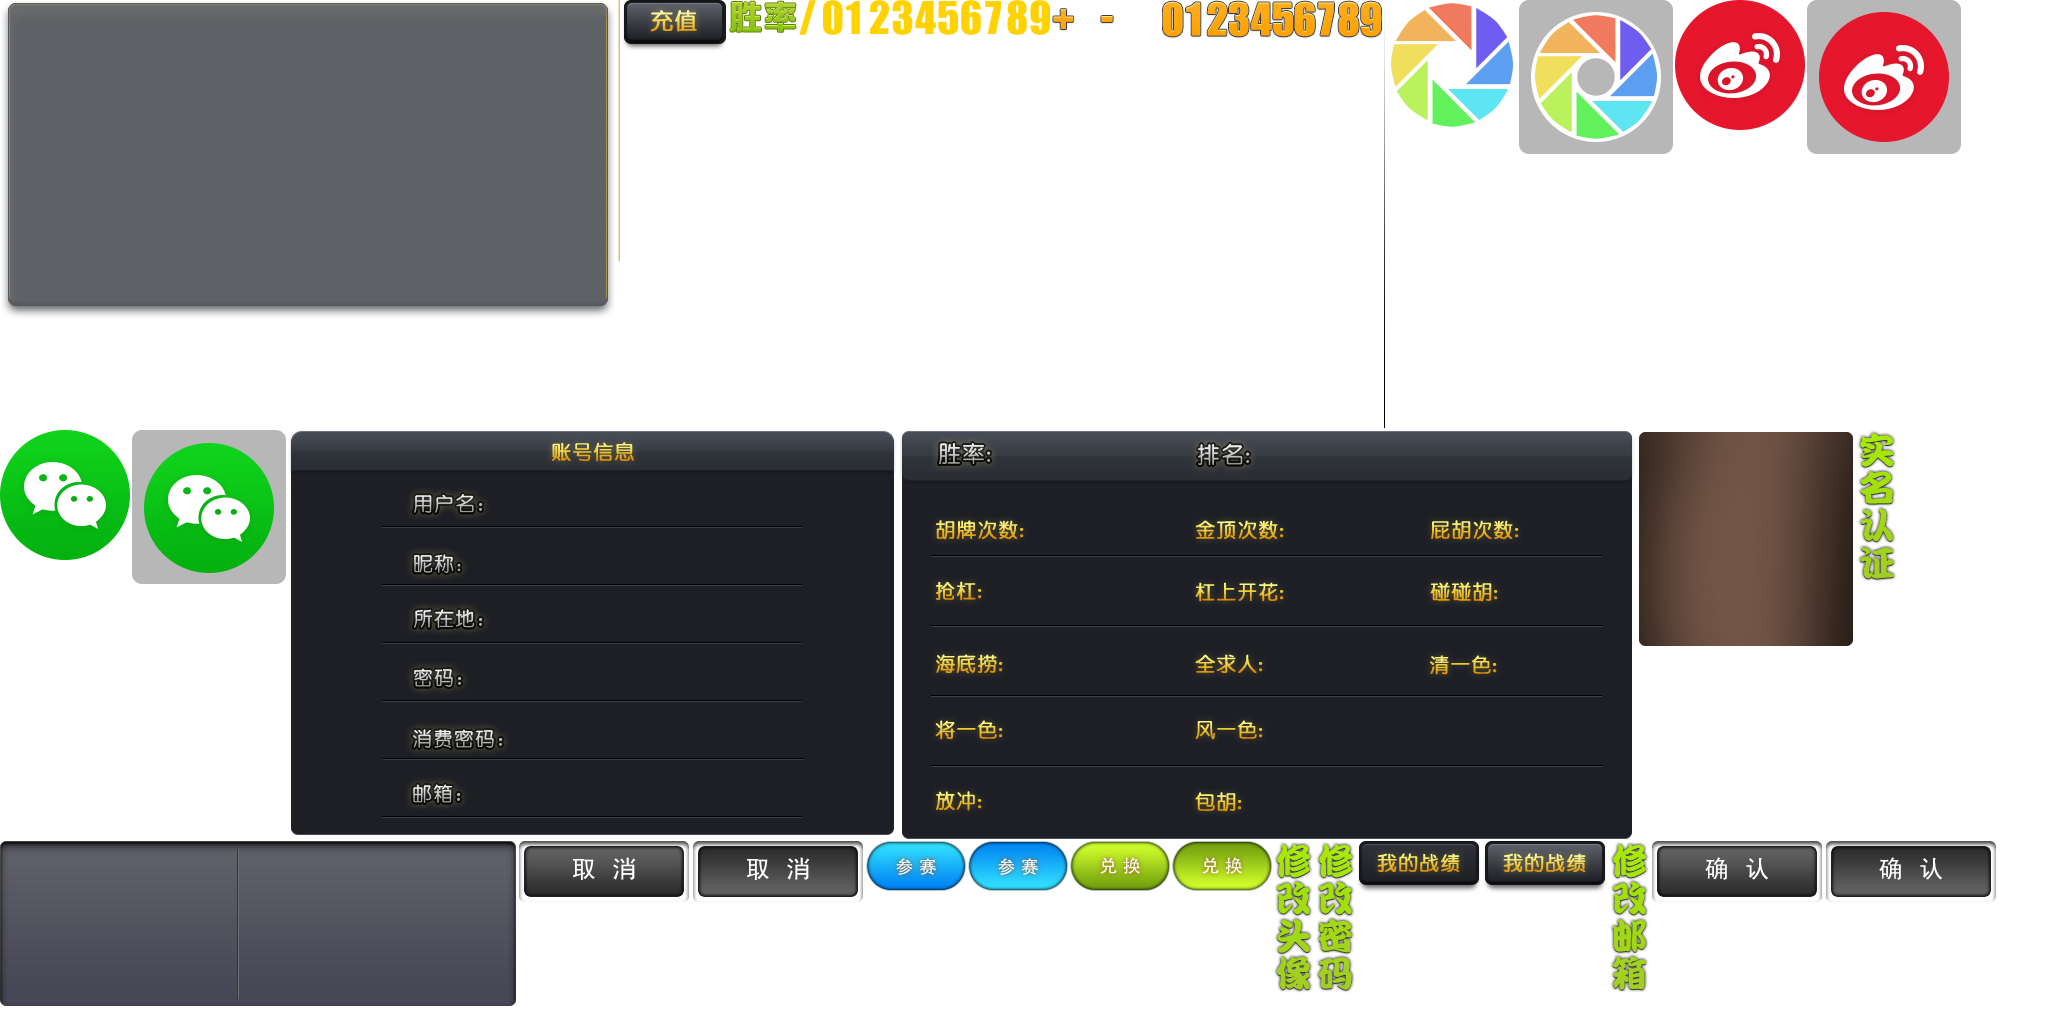 充值
胜率/0123456789+ -
0123456789
账号信息
用户名:
昵称:
所在地:
密码:
消费密码:
邮箱:
胜率: 排名:
胡牌次数: 金顶次数: 屁胡次数:
抢杠: 杠上开花: 碰碰胡:
海底捞: 全求人: 清一色:
将一色: 风一色:
放冲: 包胡:
实名认证
取 消
取 消
参赛
参赛
兑换
兑换
修改头像
修改密码
我的战绩
我的战绩
修改邮箱
确 认
确 认